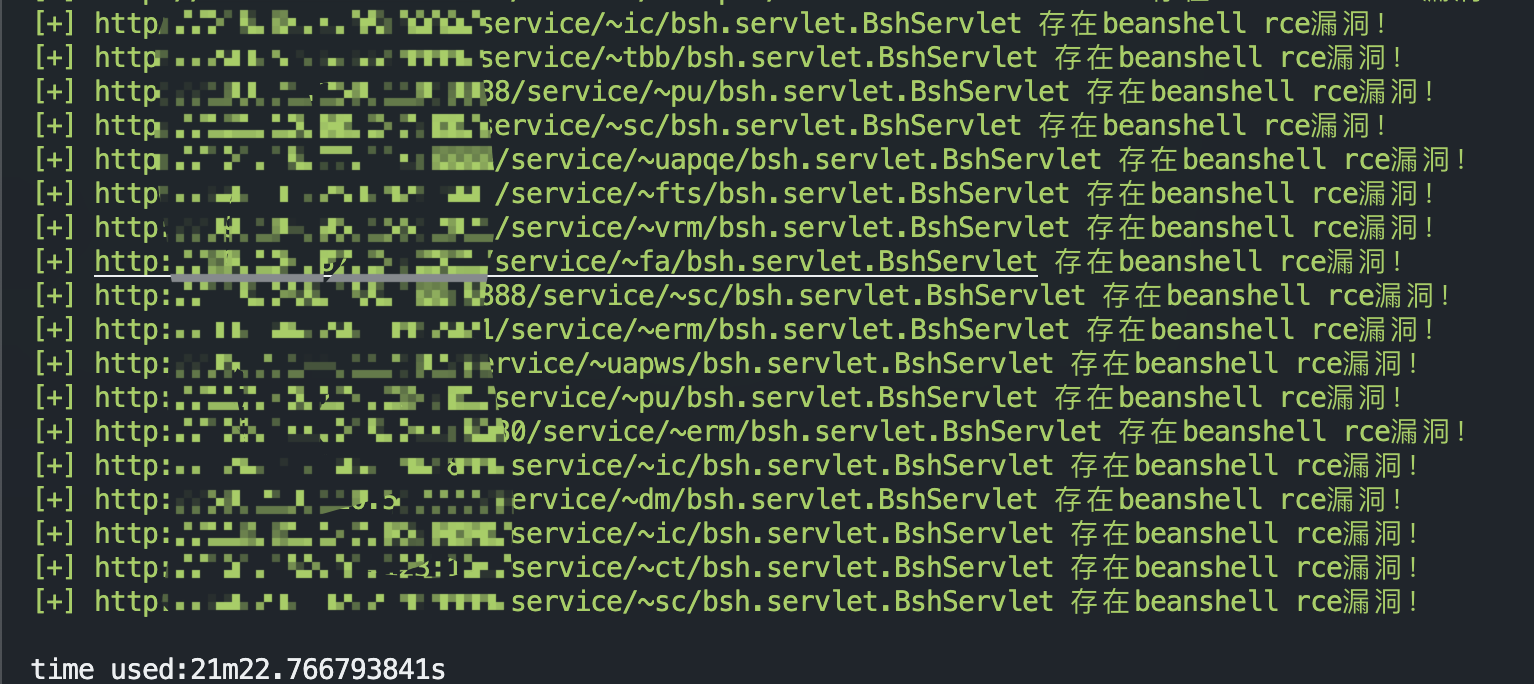 [+] http service/~ic/bsh.servlet.BshServlet 存在beanshell rce漏洞!
[+] http service/~tbb/bsh.servlet.BshServlet 存在beanshell rce漏洞!
[+] http 88/service/~pu/bsh.servlet.BshServlet 存在beanshell rce漏洞!
[+] http service/~sc/bsh.servlet.BshServlet 存在beanshell rce漏洞!
[+] http /service/~uapqe/bsh.servlet.BshServlet 存在beanshell rce漏洞!
[+] http /service/~fts/bsh.servlet.BshServlet 存在beanshell rce漏洞!
[+] http /service/~vrm/bsh.servlet.BshServlet 存在beanshell rce漏洞!
[+] http: /service/~fa/bsh.servlet.BshServlet 存在beanshell rce漏洞!
[+] http: 888/service/~sc/bsh.servlet.BshServlet 存在beanshell rce漏洞!
[+] http: 1/service/~erm/bsh.servlet.BshServlet 存在beanshell rce漏洞!
[+] http: ervice/~uapws/bsh.servlet.BshServlet 存在beanshell rce漏洞!
[+] http: service/~pu/bsh.servlet.BshServlet 存在beanshell rce漏洞!
[+] http: 80/service/~erm/bsh.servlet.BshServlet 存在beanshell rce漏洞!
[+] http: service/~ic/bsh.servlet.BshServlet 存在beanshell rce漏洞!
[+] http: ervice/~dm/bsh.servlet.BshServlet 存在beanshell rce漏洞!
[+] http: service/~ic/bsh.servlet.BshServlet 存在beanshell rce漏洞!
[+] http: service/~ct/bsh.servlet.BshServlet 存在beanshell rce漏洞!
[+] http: service/~sc/bsh.servlet.BshServlet 存在beanshell rce漏洞!
time used:21m22.766793841s